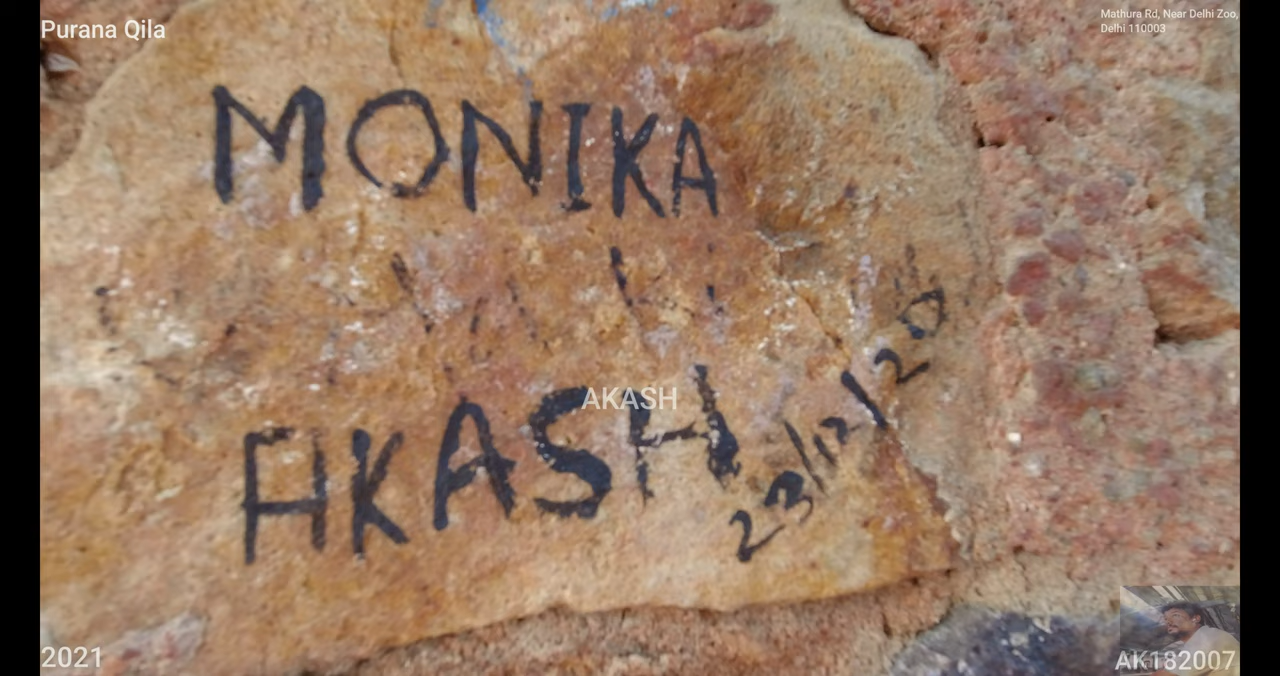 Purana Qila
Mathura Rd, Near Delhi Zoo,
Delhi 110003
MONIKA
AKASH
AKASH
23/12/20
2021
AK182007